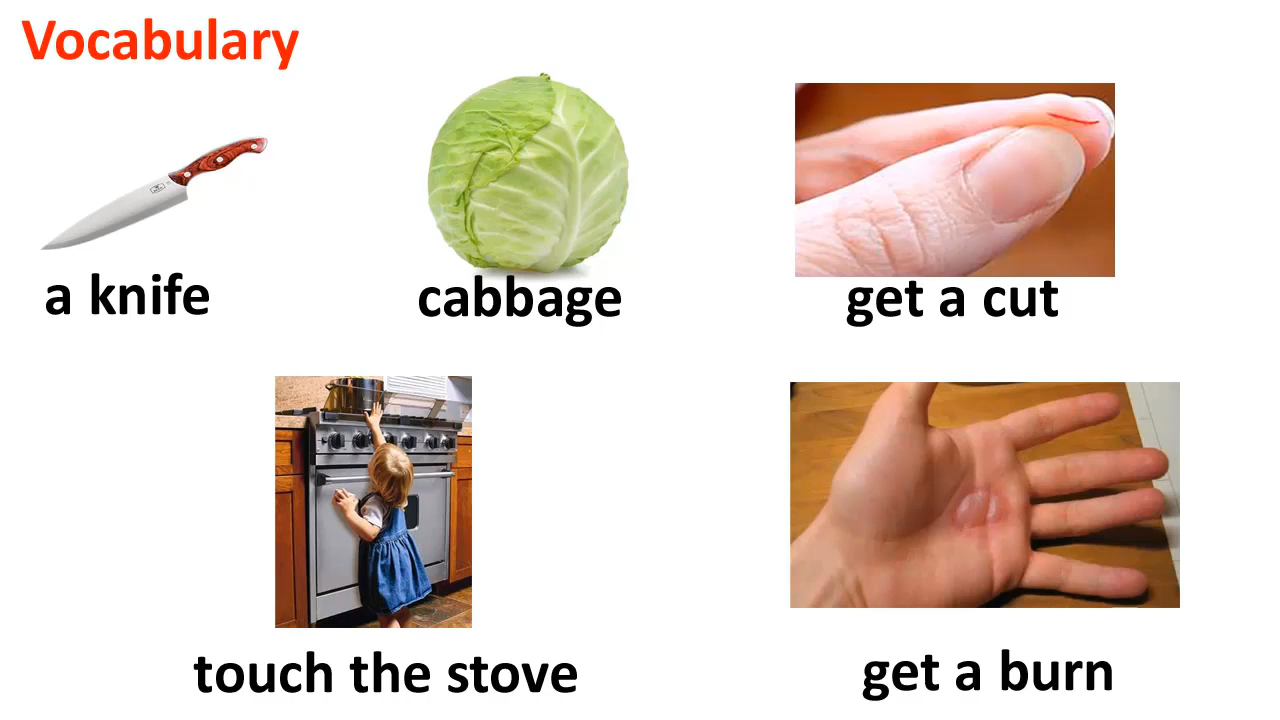 Vocabulary
a knife
cabbage
get a cut
touch the stove
get a burn